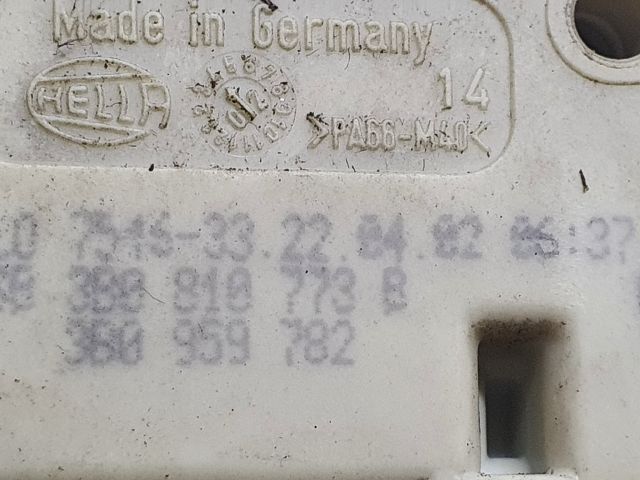 Made in Germany
HELLA 14
>PA66-M40<
7546-33.22.04.02 06:37
3B0 810 773 B
3B0 959 782